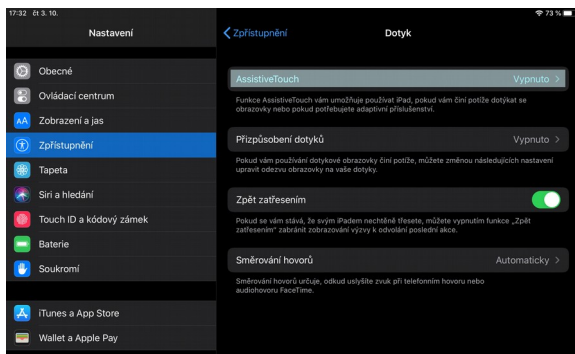 17:32 čt 3. 10.
73 %
Nastavení
Obecné
Ovládací centrum
AA Zobrazení a jas
Zpřístupnění
Tapeta
Siri a hledání
Touch ID a kódový zámek
Baterie
Soukromí
iTunes a App Store
Wallet a Apple Pay
Zpřístupnění
Dotyk
AssistiveTouch Vypnuto
Funkce AssistiveTouch vám umožňuje používat iPad, pokud vám činí potíže dotýkat se
obrazovky nebo pokud potřebujete adaptivní příslušenství.
Přizpůsobení dotyků Vypnuto
Pokud vám používání dotykové obrazovky činí potíže, můžete změnou následujících nastavení
upravit odezvu obrazovky na vaše dotyky.
Zpět zatřesením
Pokud se vám stává, že svým iPadem nechtěně třesete, můžete vypnutím funkce „Zpět
zatřesením“ zabránit zobrazování výzvy k odvolání poslední akce.
Směrování hovorů Automaticky
Směrování hovorů určuje, odkud uslyšíte zvuk při telefonním hovoru nebo
audiohovoru FaceTime.